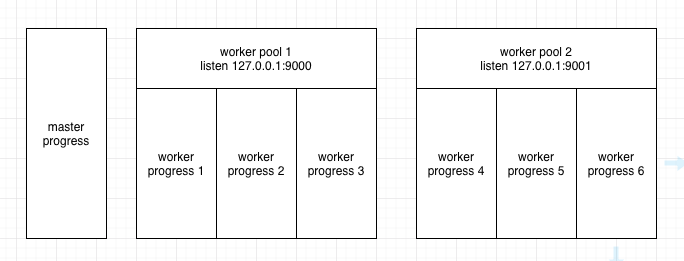 master
progress
worker pool 1
listen 127.0.0.1:9000
worker
progress 1
worker
progress 2
worker
progress 3
worker pool 2
listen 127.0.0.1:9001
worker
progress 4
worker
progress 5
worker
progress 6